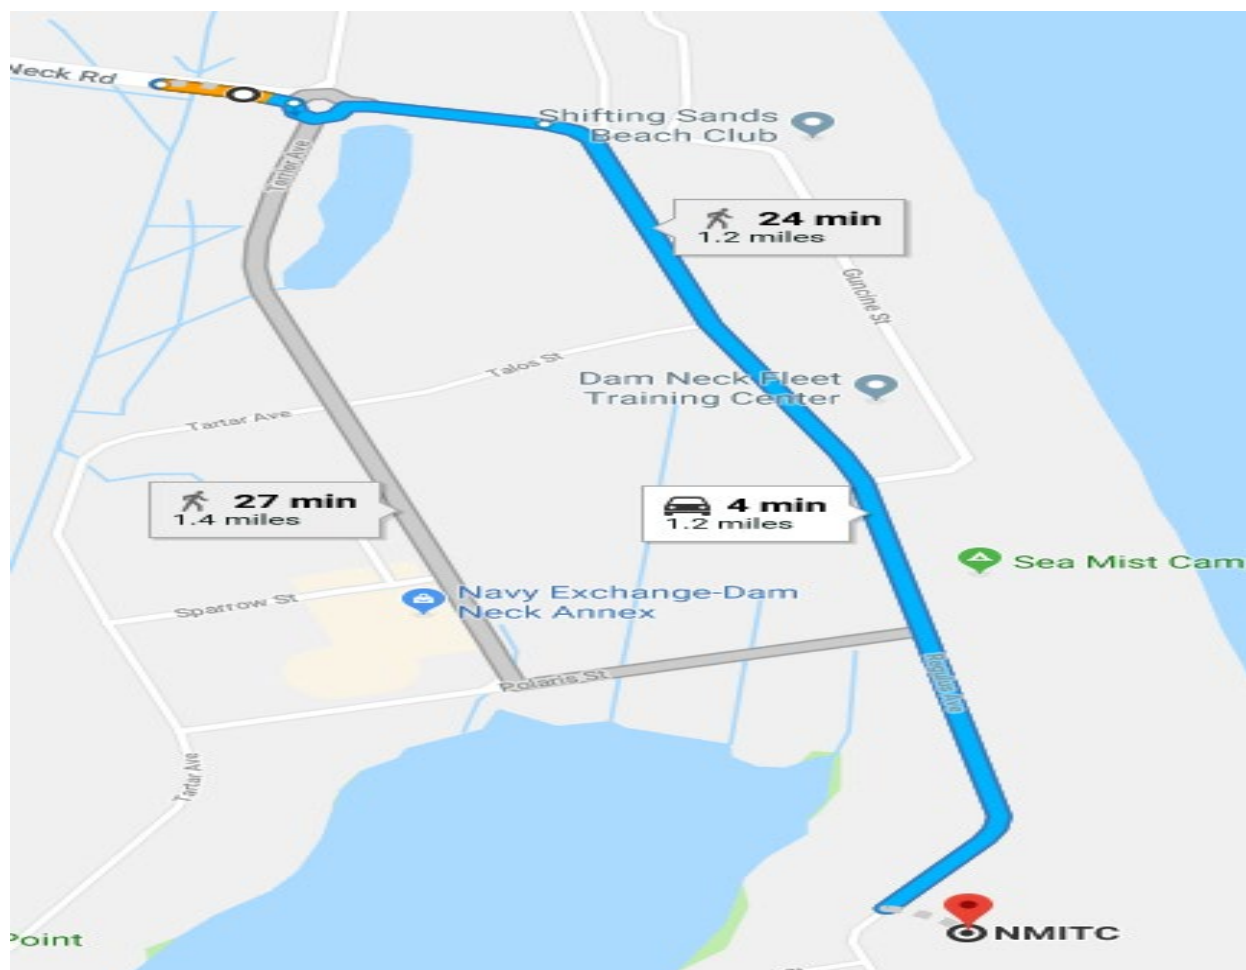 Neck Rd
Shifting Sands
Beach Club
Terrier Ave
24 min
1.2 miles
Guncine St
Talos St
Dam Neck Fleet
Training Center
Tartar Ave
27 min
1.4 miles
4 min
1.2 miles
Sea Mist Cam
Sparrow St
Navy Exchange-Dam
Neck Annex
Polaris St
Regulus Ave
Tartar Ave
Point
NMITC